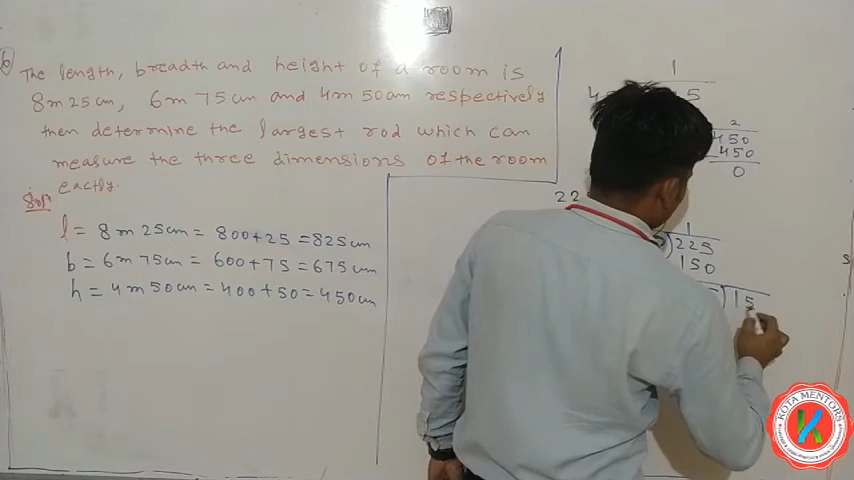 The length, breadth and height of a room is
8m 25cm, 6m 75cm and 4m 50cm respectively
then determine the largest rod which can
measure the three dimensions of the room
eactly.
Solⁿ
l = 8m 25cm = 800+25 = 825cm
b = 6m 75cm = 600+75 = 675cm
h = 4m 50cm = 400+50 = 450cm
1
2
450
450
0
22
1
225
150
15
KOTA MENTORS